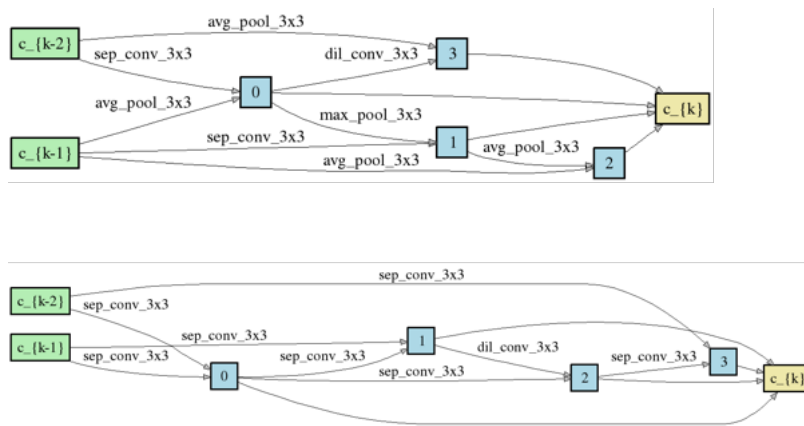 avg_pool_3x3
c_{k-2}
sep_conv_3x3
dil_conv_3x3
3
0
avg_pool_3x3
max_pool_3x3
c_{k}
sep_conv_3x3
1
avg_pool_3x3
c_{k-1}
avg_pool_3x3
2
sep_conv_3x3
c_{k-2}
sep_conv_3x3
sep_conv_3x3
1
c_{k-1}
dil_conv_3x3
sep_conv_3x3
sep_conv_3x3
sep_conv_3x3
3
0
sep_conv_3x3
2
c_{k}